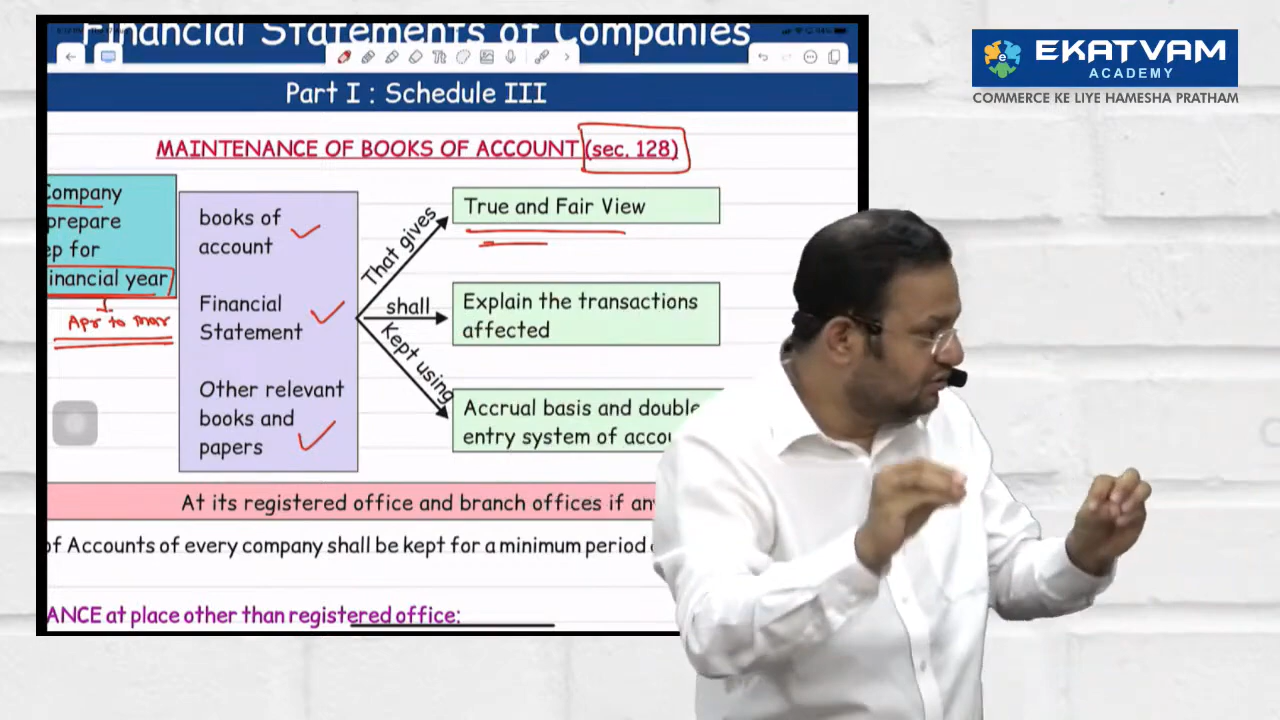 Financial Statements of Companies
Part I : Schedule III
MAINTENANCE OF BOOKS OF ACCOUNT (sec. 128)
Company
prepare
ep for
inancial year
Apr to Mar
books of
account
Financial
Statement
Other relevant
books and
papers
That gives
shall
Kept using
True and Fair View
Explain the transactions
affected
Accrual basis and double
entry system of accou
At its registered office and branch offices if any
of Accounts of every company shall be kept for a minimum period
ANCE at place other than registered office:
EKATVAM
ACADEMY
COMMERCE KE LIYE HAMESHA PRATHAM